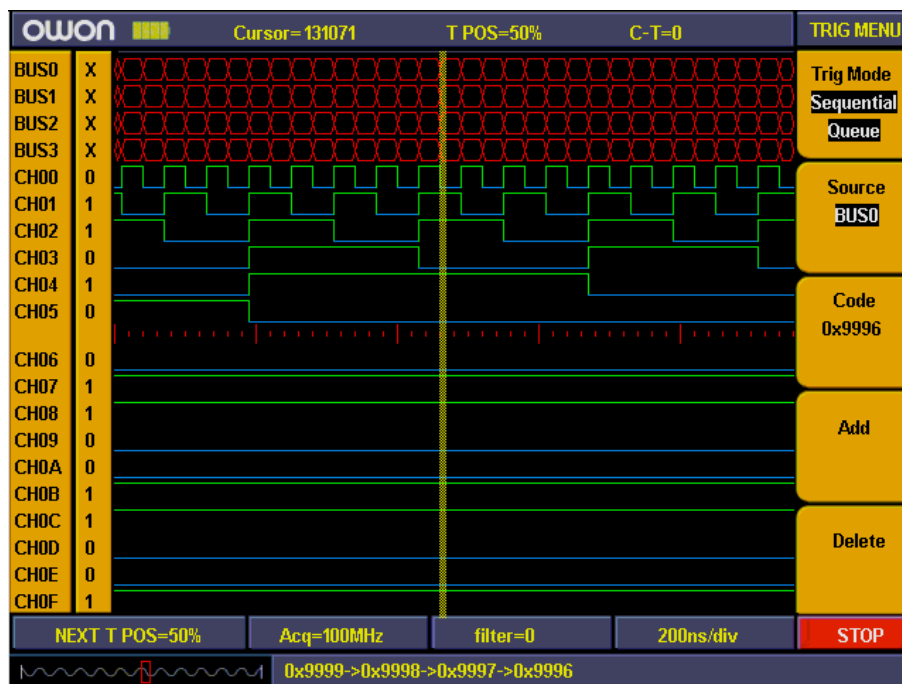 OWON Cursor=131071 T POS=50% C-T=0 TRIG MENU
BUS0 X
BUS1 X
BUS2 X
BUS3 X
CH00 0
CH01 1
CH02 1
CH03 0
CH04 1
CH05 0
CH06 0
CH07 1
CH08 1
CH09 0
CH0A 0
CH0B 1
CH0C 1
CH0D 0
CH0E 0
CH0F 1
Trig Mode
Sequential
Queue
Source
BUS0
Code
0x9996
Add
Delete
NEXT T POS=50% Acq=100MHz filter=0 200ns/div STOP
0x9999->0x9998->0x9997->0x9996